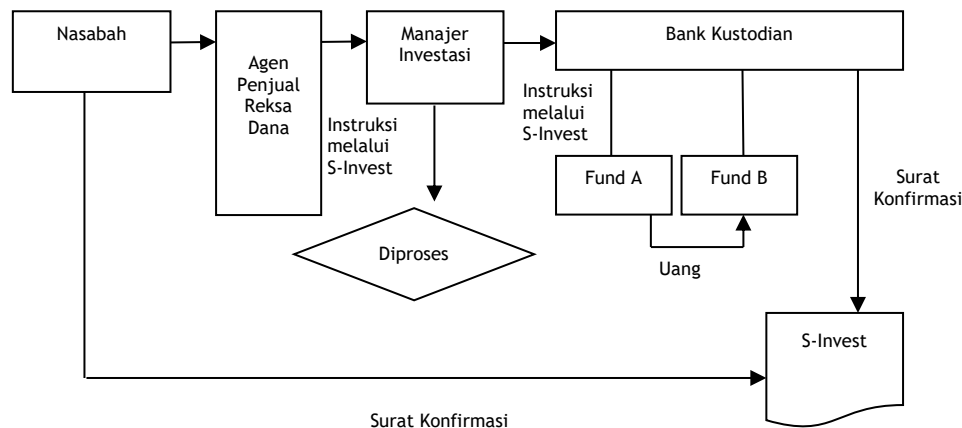 Nasabah
Agen
Penjual
Reksa
Dana
Instruksi
melalui
S-Invest
Manajer
Investasi
Diproses
Instruksi
melalui
S-Invest
Bank Kustodian
Fund A
Fund B
Uang
Surat
Konfirmasi
S-Invest
Surat Konfirmasi